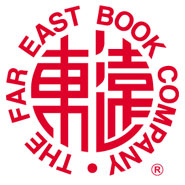 THE FAR EAST BOOK COMPANY •
遠東
®